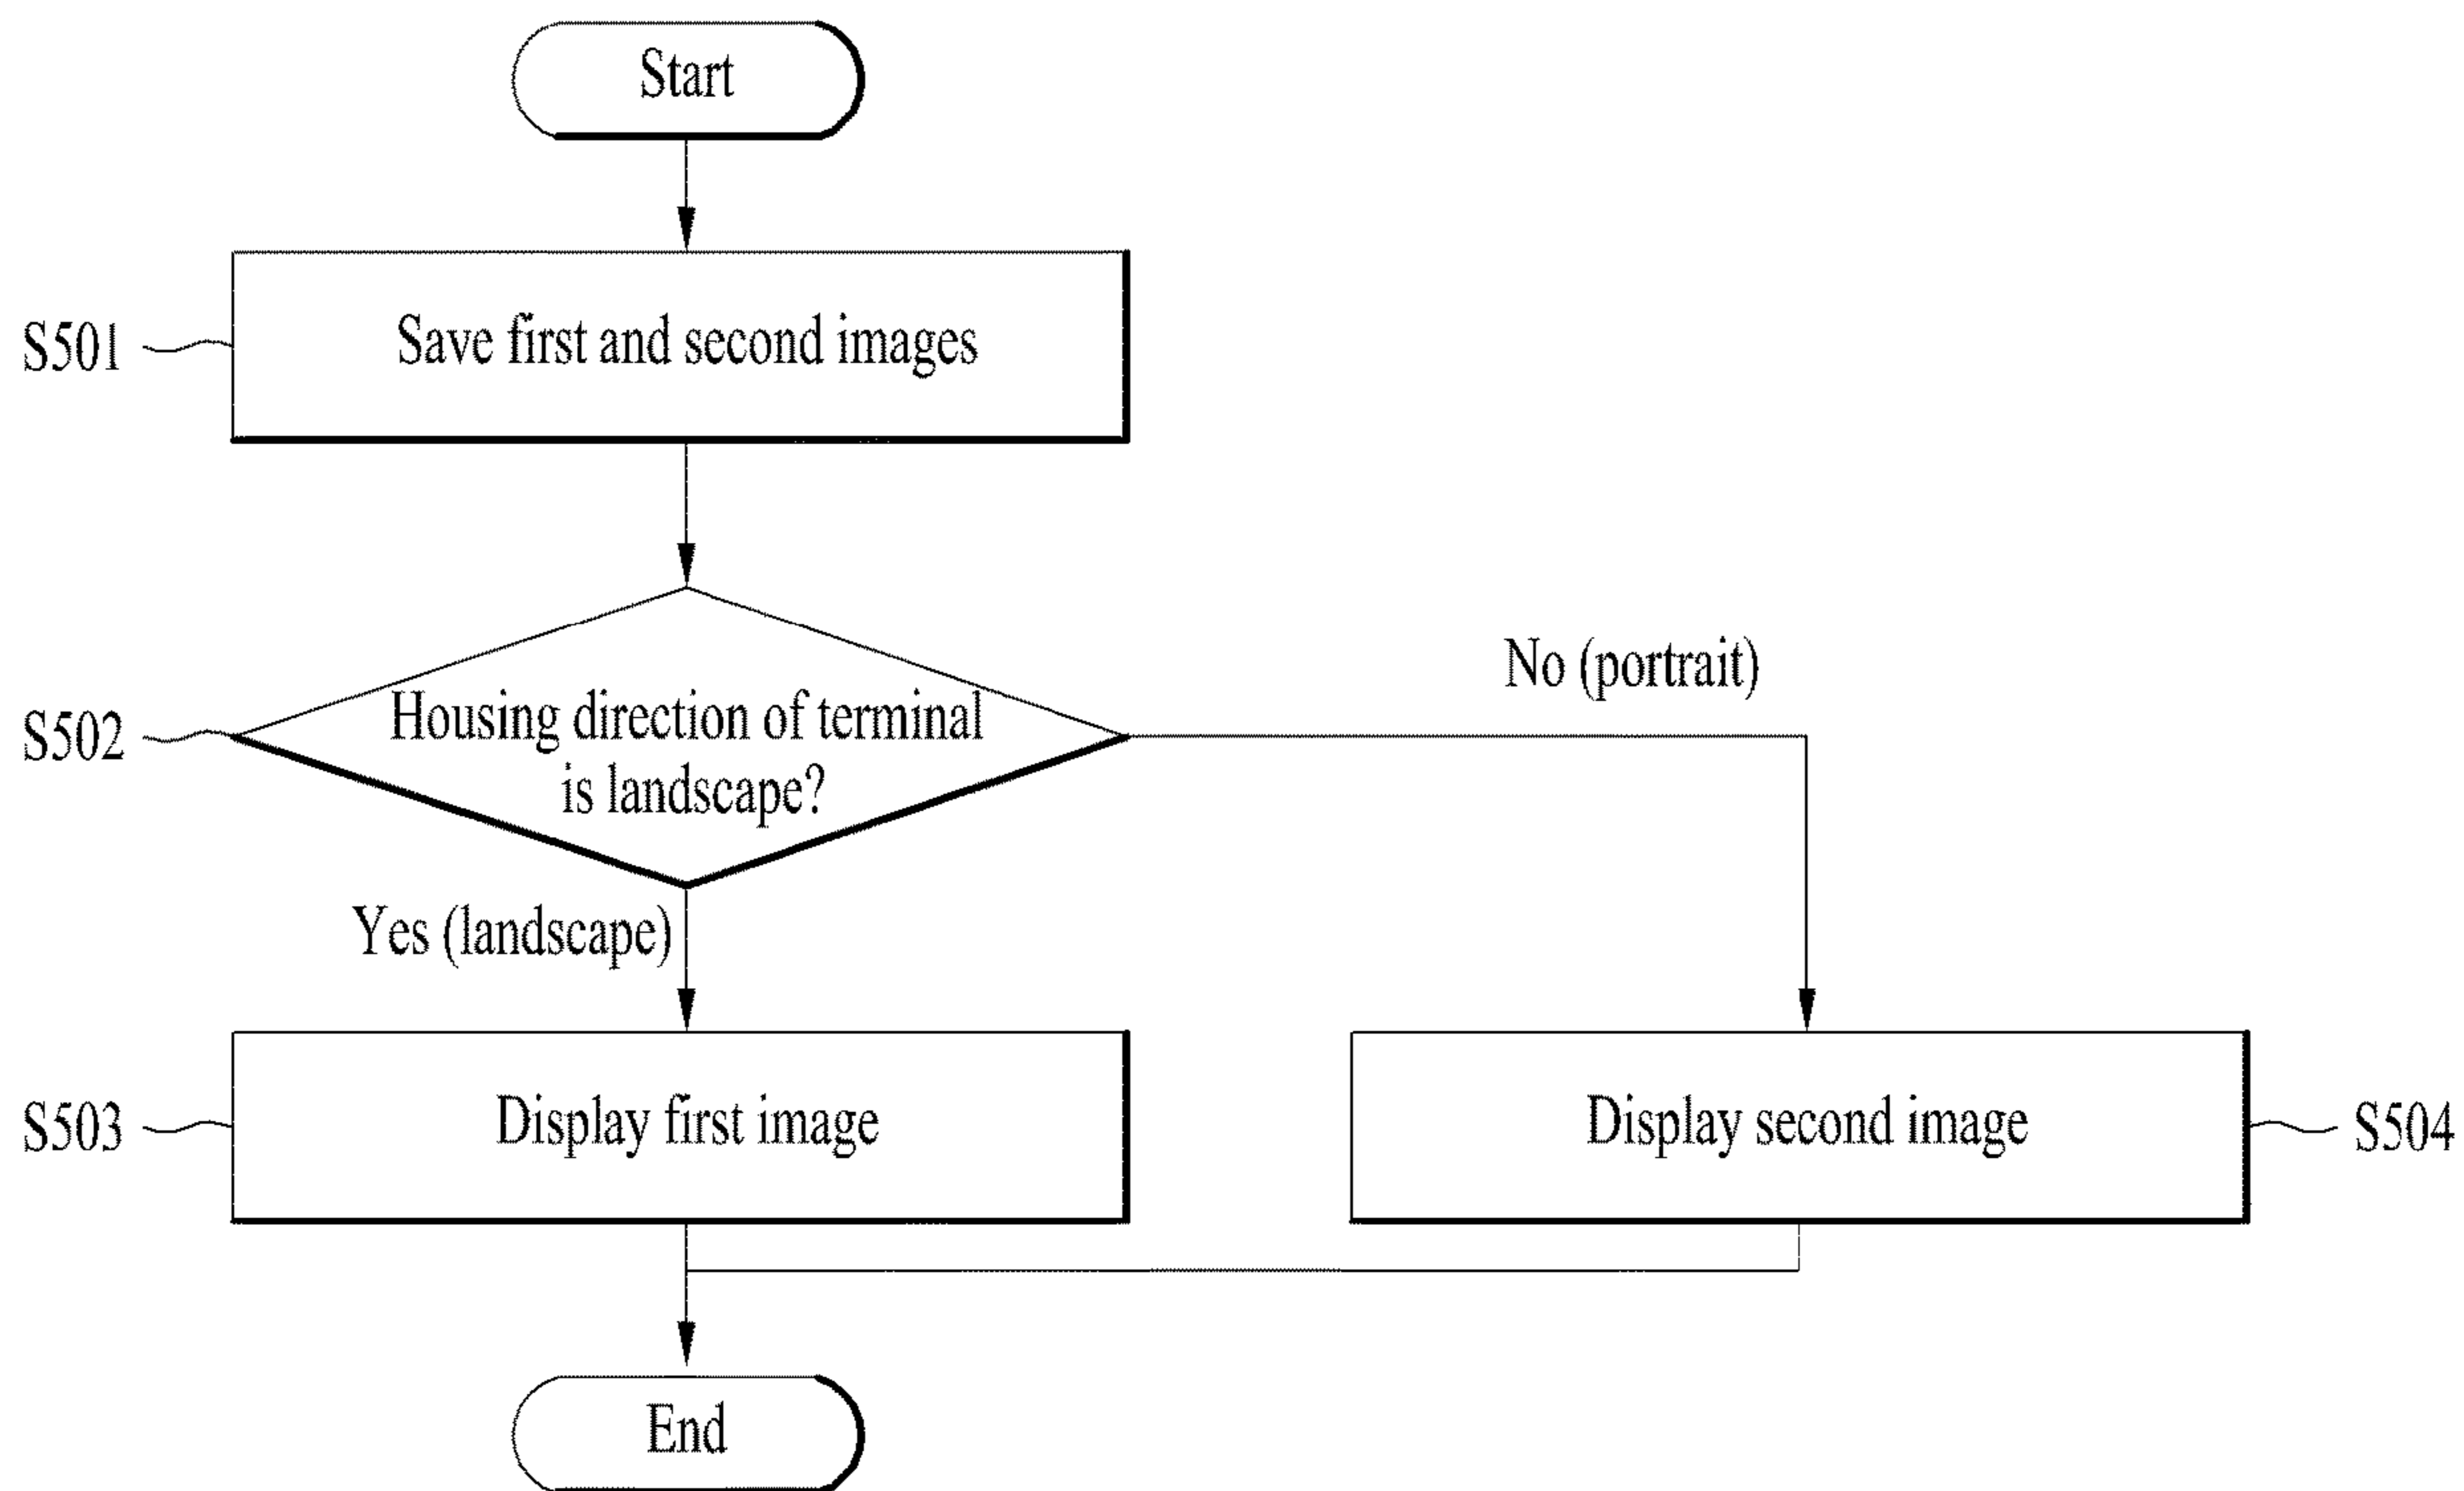 Start
S501
Save first and second images
No (portrait)
S502
Housing direction of terminal
is landscape?
Yes (landscape)
S503
Display first image
Display second image
S504
End